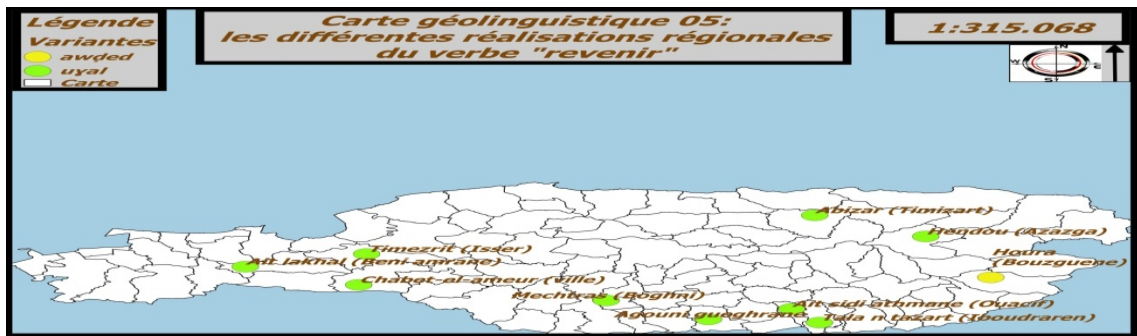 Légende
Variantes
awḍed
uɣal
Carte
Carte géolinguistique 05:
les différentes réalisations régionales
du verbe "revenir"
1:315.068
N
W e
S
Abizar (Timizart)
Hendou (Azazga)
Houra
(Bouzguene)
Timezrit (Isser)
Ait lakhal (Beni-amrane)
Chabet-el-ameur (ville)
Mechtras (Boghni)
Ait sidi athmane (Ouacif)
Agouni gueghrane
Tala n tazart (Iboudraren)